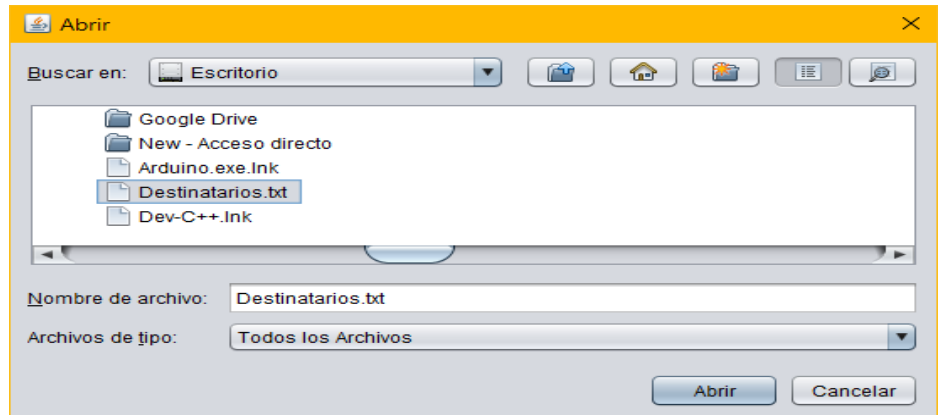 Abrir
Buscar en: Escritorio
Google Drive
New - Acceso directo
Arduino.exe.lnk
Destinatarios.txt
Dev-C++.lnk
Nombre de archivo: Destinatarios.txt
Archivos de tipo: Todos los Archivos
Abrir Cancelar